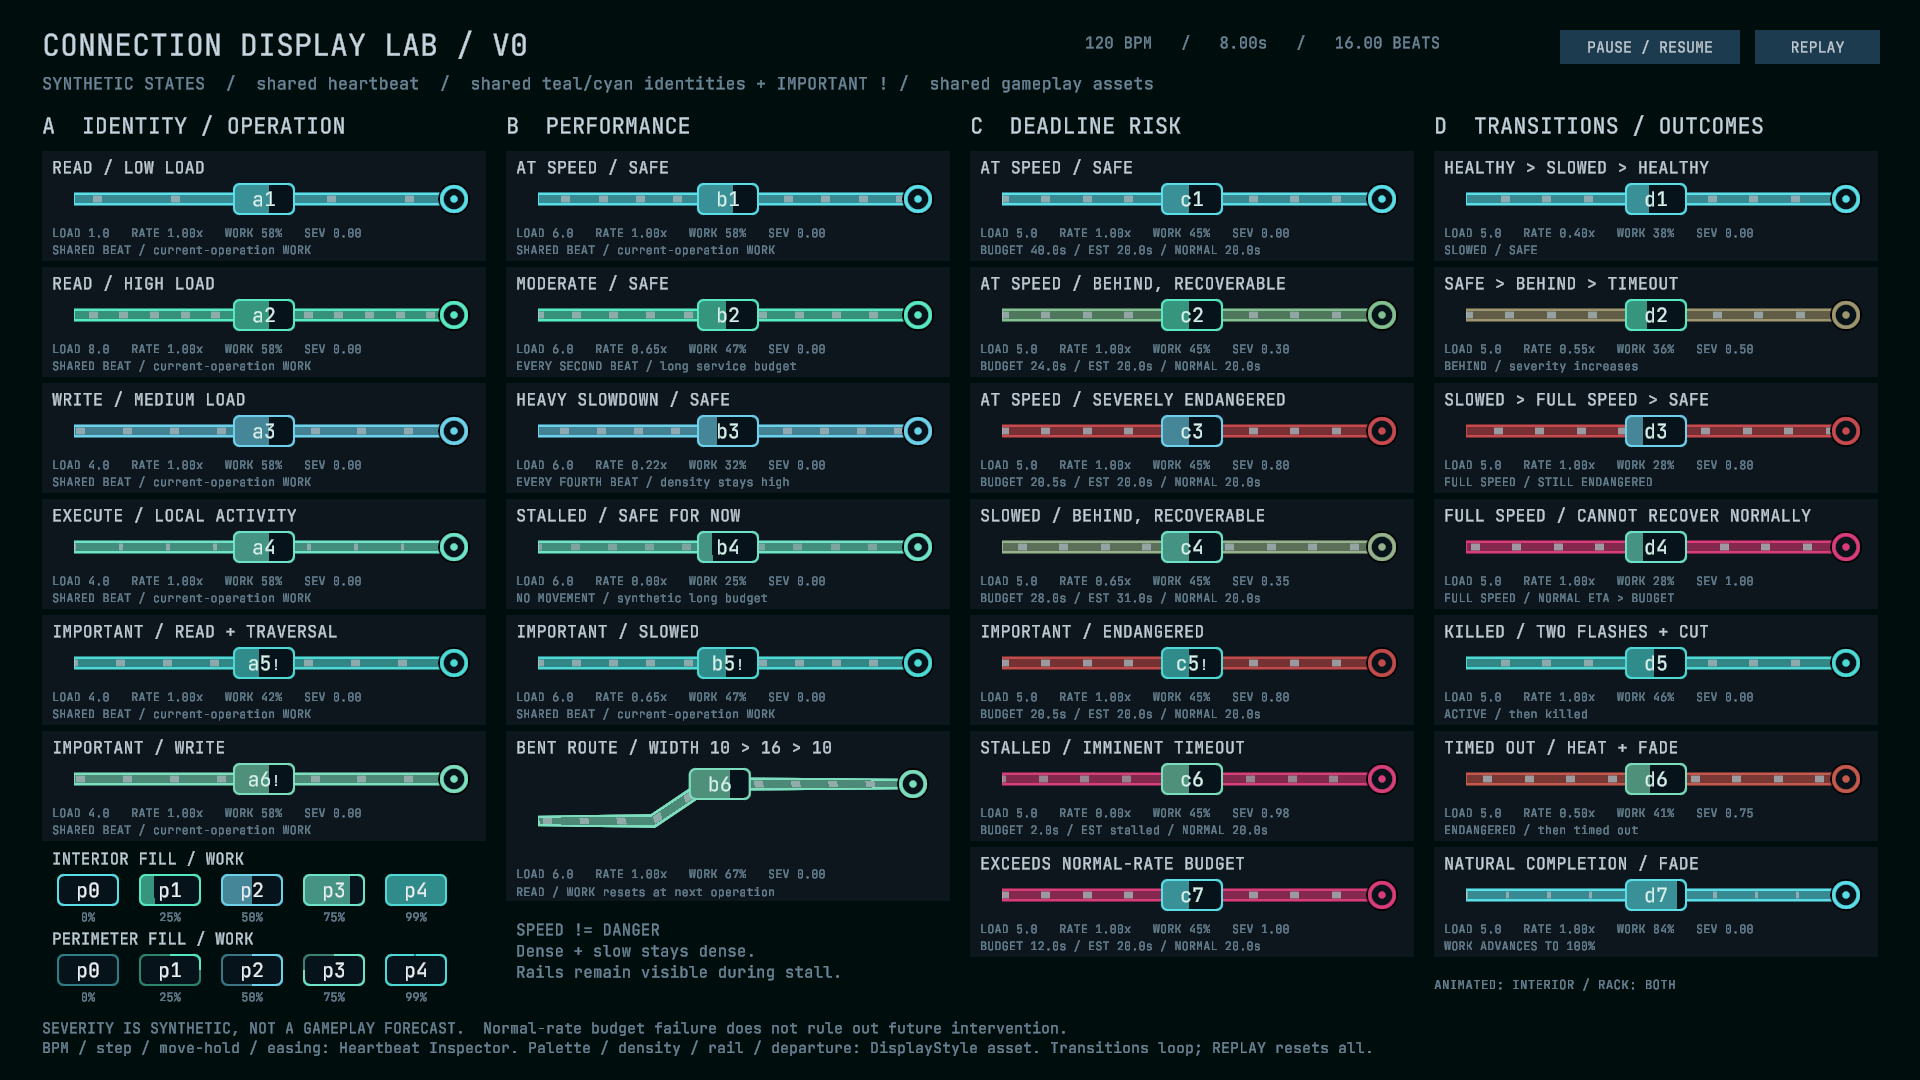 CONNECTION DISPLAY LAB / V0
120 BPM / 8.00s / 16.00 BEATS
PAUSE / RESUME
REPLAY
SYNTHETIC STATES / shared heartbeat / shared teal/cyan identities + IMPORTANT ! / shared gameplay assets
A IDENTITY / OPERATION
READ / LOW LOAD
a1
LOAD 1.0 RATE 1.00x WORK 58% SEV 0.00
SHARED BEAT / current-operation WORK
READ / HIGH LOAD
a2
LOAD 8.0 RATE 1.00x WORK 58% SEV 0.00
SHARED BEAT / current-operation WORK
WRITE / MEDIUM LOAD
a3
LOAD 4.0 RATE 1.00x WORK 58% SEV 0.00
SHARED BEAT / current-operation WORK
EXECUTE / LOCAL ACTIVITY
a4
LOAD 4.0 RATE 1.00x WORK 58% SEV 0.00
SHARED BEAT / current-operation WORK
IMPORTANT / READ + TRAVERSAL
a5!
LOAD 4.0 RATE 1.00x WORK 42% SEV 0.00
SHARED BEAT / current-operation WORK
IMPORTANT / WRITE
a6!
LOAD 4.0 RATE 1.00x WORK 58% SEV 0.00
SHARED BEAT / current-operation WORK
INTERIOR FILL / WORK
p0 p1 p2 p3 p4
0% 25% 50% 75% 99%
PERIMETER FILL / WORK
p0 p1 p2 p3 p4
0% 25% 50% 75% 99%
B PERFORMANCE
AT SPEED / SAFE
b1
LOAD 6.0 RATE 1.00x WORK 58% SEV 0.00
SHARED BEAT / current-operation WORK
MODERATE / SAFE
b2
LOAD 6.0 RATE 0.65x WORK 47% SEV 0.00
EVERY SECOND BEAT / long service budget
HEAVY SLOWDOWN / SAFE
b3
LOAD 6.0 RATE 0.22x WORK 32% SEV 0.00
EVERY FOURTH BEAT / density stays high
STALLED / SAFE FOR NOW
b4
LOAD 6.0 RATE 0.00x WORK 25% SEV 0.00
NO MOVEMENT / synthetic long budget
IMPORTANT / SLOWED
b5!
LOAD 6.0 RATE 0.65x WORK 47% SEV 0.00
SHARED BEAT / current-operation WORK
BENT ROUTE / WIDTH 10 > 16 > 10
b6
LOAD 6.0 RATE 1.00x WORK 67% SEV 0.00
READ / WORK resets at next operation
SPEED != DANGER
Dense + slow stays dense.
Rails remain visible during stall.
C DEADLINE RISK
AT SPEED / SAFE
c1
LOAD 5.0 RATE 1.00x WORK 45% SEV 0.00
BUDGET 40.0s / EST 20.0s / NORMAL 20.0s
AT SPEED / BEHIND, RECOVERABLE
c2
LOAD 5.0 RATE 1.00x WORK 45% SEV 0.30
BUDGET 24.0s / EST 20.0s / NORMAL 20.0s
AT SPEED / SEVERELY ENDANGERED
c3
LOAD 5.0 RATE 1.00x WORK 45% SEV 0.80
BUDGET 20.5s / EST 20.0s / NORMAL 20.0s
SLOWED / BEHIND, RECOVERABLE
c4
LOAD 5.0 RATE 0.65x WORK 45% SEV 0.35
BUDGET 28.0s / EST 31.0s / NORMAL 20.0s
IMPORTANT / ENDANGERED
c5!
LOAD 5.0 RATE 1.00x WORK 45% SEV 0.80
BUDGET 20.5s / EST 20.0s / NORMAL 20.0s
STALLED / IMMINENT TIMEOUT
c6
LOAD 5.0 RATE 0.00x WORK 45% SEV 0.98
BUDGET 2.0s / EST stalled / NORMAL 20.0s
EXCEEDS NORMAL-RATE BUDGET
c7
LOAD 5.0 RATE 1.00x WORK 45% SEV 1.00
BUDGET 12.0s / EST 20.0s / NORMAL 20.0s
D TRANSITIONS / OUTCOMES
HEALTHY > SLOWED > HEALTHY
d1
LOAD 5.0 RATE 0.40x WORK 38% SEV 0.00
SLOWED / SAFE
SAFE > BEHIND > TIMEOUT
d2
LOAD 5.0 RATE 0.55x WORK 36% SEV 0.50
BEHIND / severity increases
SLOWED > FULL SPEED > SAFE
d3
LOAD 5.0 RATE 1.00x WORK 28% SEV 0.80
FULL SPEED / STILL ENDANGERED
FULL SPEED / CANNOT RECOVER NORMALLY
d4
LOAD 5.0 RATE 1.00x WORK 28% SEV 1.00
FULL SPEED / NORMAL ETA > BUDGET
KILLED / TWO FLASHES + CUT
d5
LOAD 5.0 RATE 1.00x WORK 46% SEV 0.00
ACTIVE / then killed
TIMED OUT / HEAT + FADE
d6
LOAD 5.0 RATE 0.50x WORK 41% SEV 0.75
ENDANGERED / then timed out
NATURAL COMPLETION / FADE
d7
LOAD 5.0 RATE 1.00x WORK 84% SEV 0.00
WORK ADVANCES TO 100%
ANIMATED: INTERIOR / RACK: BOTH
SEVERITY IS SYNTHETIC, NOT A GAMEPLAY FORECAST. Normal-rate budget failure does not rule out future intervention.
BPM / step / move-hold / easing: Heartbeat Inspector. Palette / density / rail / departure: DisplayStyle asset. Transitions loop; REPLAY resets all.